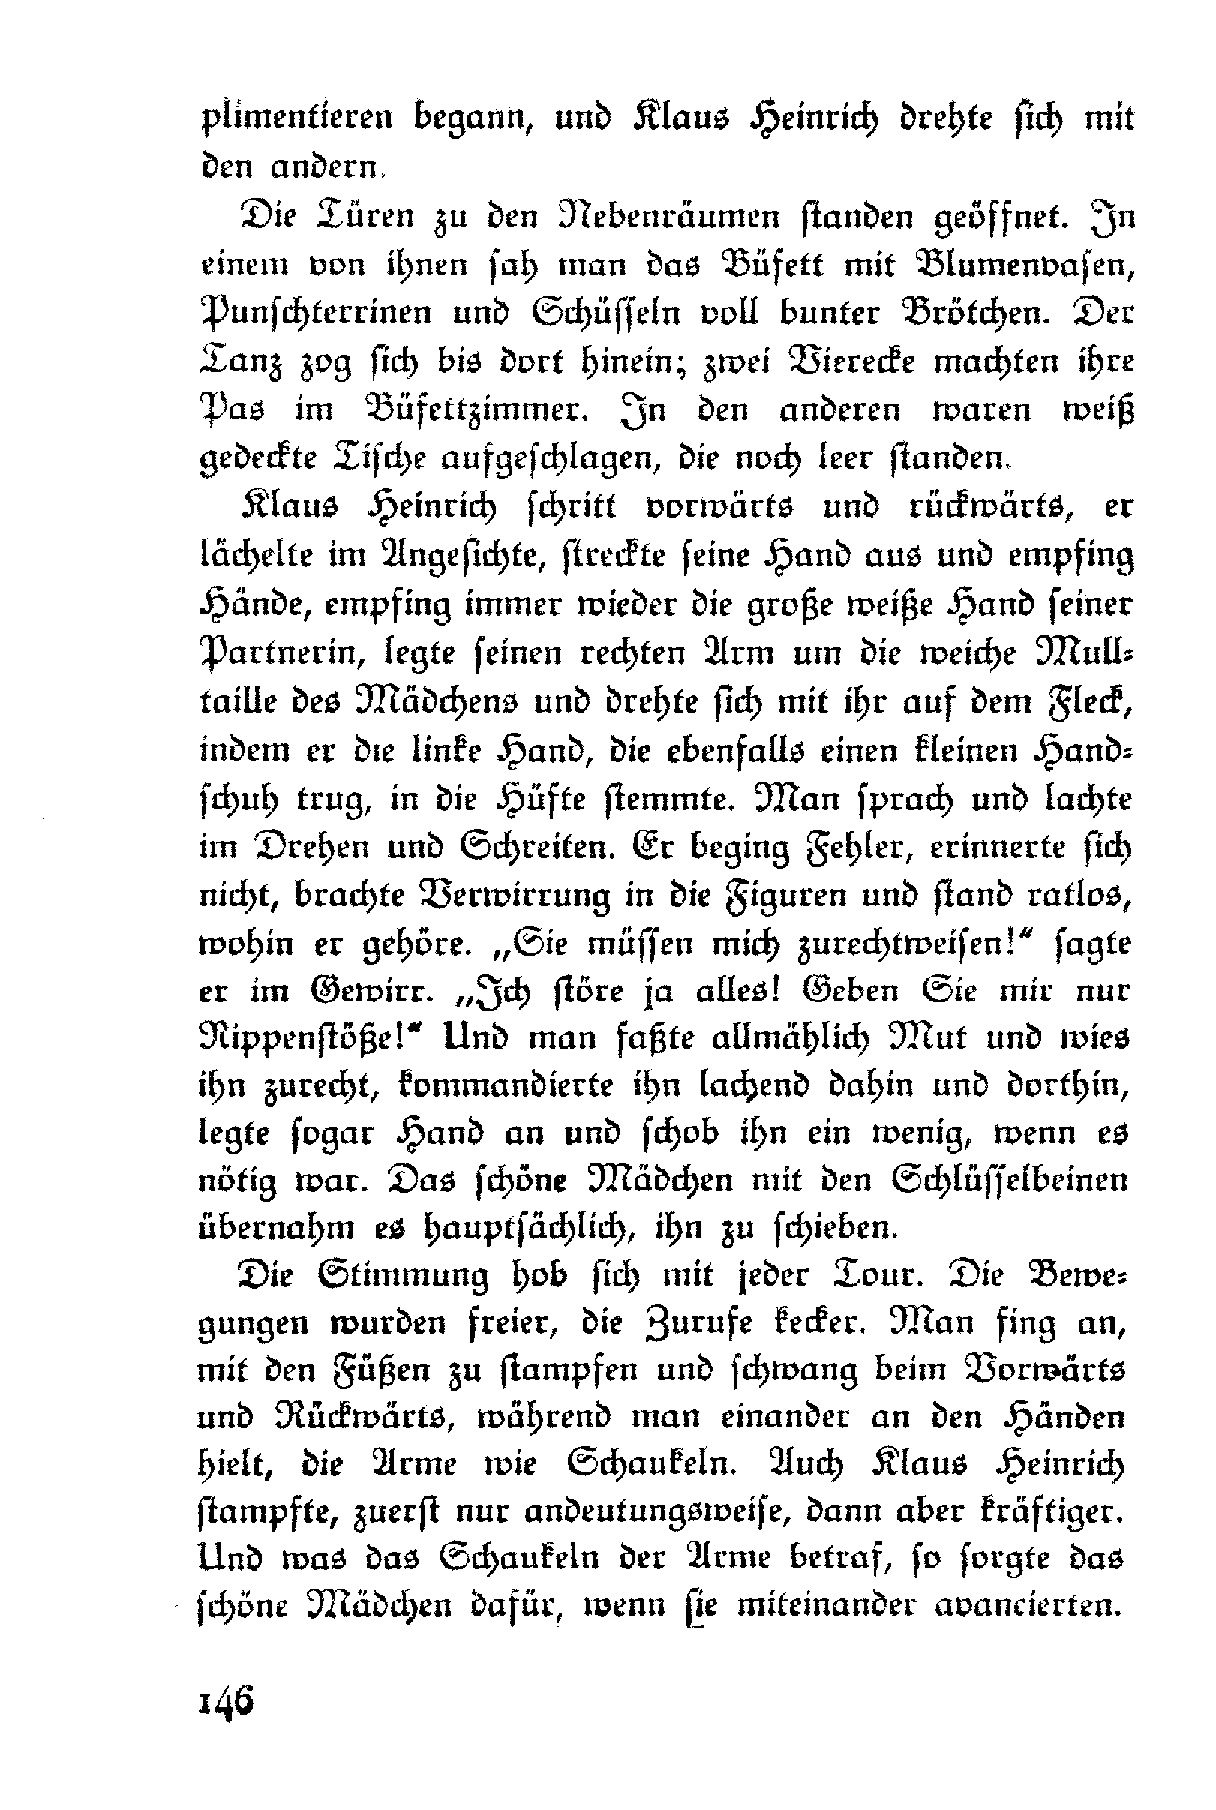 plimentieren begann, und Klaus Heinrich drehte sich mit
den andern.
Die Türen zu den Nebenräumen standen geöffnet. In
einem von ihnen sah man das Büfett mit Blumenvasen,
Punschterrinen und Schüsseln voll bunter Brötchen. Der
Tanz zog sich bis dort hinein; zwei Vierecke machten ihre
Pas im Büfettzimmer. In den anderen waren weiß
gedeckte Tische aufgeschlagen, die noch leer standen.
Klaus Heinrich schritt vorwärts und rückwärts, er
lächelte im Angesichte, streckte seine Hand aus und empfing
Hände, empfing immer wieder die große weiße Hand seiner
Partnerin, legte seinen rechten Arm um die weiche Mull-
taille des Mädchens und drehte sich mit ihr auf dem Fleck,
indem er die linke Hand, die ebenfalls einen kleinen Hand-
schuh trug, in die Hüfte stemmte. Man sprach und lachte
im Drehen und Schreiten. Er beging Fehler, erinnerte sich
nicht, brachte Verwirrung in die Figuren und stand ratlos,
wohin er gehöre. „Sie müssen mich zurechtweisen!“ sagte
er im Gewirr. „Ich störe ja alles! Geben Sie mir nur
Rippenstöße!“ Und man faßte allmählich Mut und wies
ihn zurecht, kommandierte ihn lachend dahin und dorthin,
legte sogar Hand an und schob ihn ein wenig, wenn es
nötig war. Das schöne Mädchen mit den Schlüsselbeinen
übernahm es hauptsächlich, ihn zu schieben.
Die Stimmung hob sich mit jeder Tour. Die Bewe-
gungen wurden freier, die Zurufe kecker. Man fing an,
mit den Füßen zu stampfen und schwang beim Vorwärts
und Rückwärts, während man einander an den Händen
hielt, die Arme wie Schaukeln. Auch Klaus Heinrich
stampfte, zuerst nur andeutungsweise, dann aber kräftiger.
Und was das Schaukeln der Arme betraf, so sorgte das
schöne Mädchen dafür, wenn sie miteinander avancierten.
146